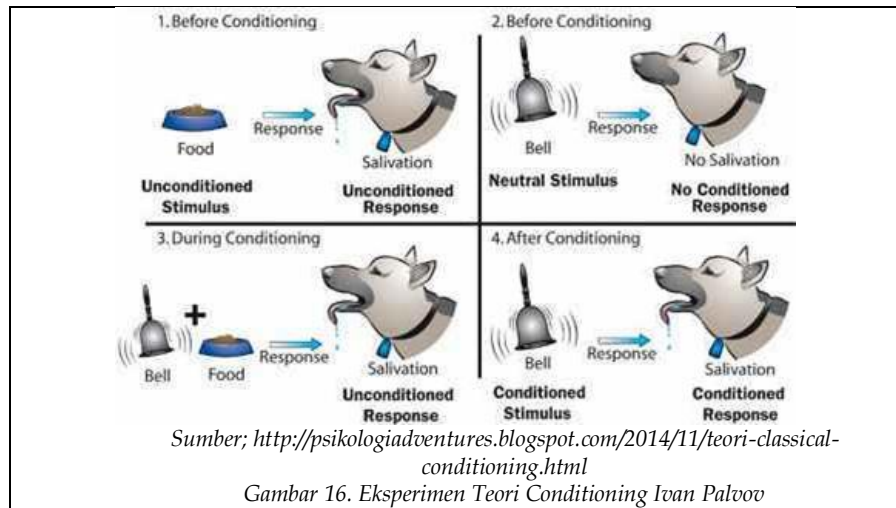 1. Before Conditioning
Food
Response
Salivation
Unconditioned
Stimulus
Unconditioned
Response
2. Before Conditioning
Bell
Response
No Salivation
Neutral Stimulus
No Conditioned
Response
3. During Conditioning
+
Bell
Food
Response
Salivation
Unconditioned
Response
4. After Conditioning
Bell
Response
Salivation
Conditioned
Stimulus
Conditioned
Response
Sumber; http://psikologiadventures.blogspot.com/2014/11/teori-classical-
conditioning.html
Gambar 16. Eksperimen Teori Conditioning Ivan Palvov